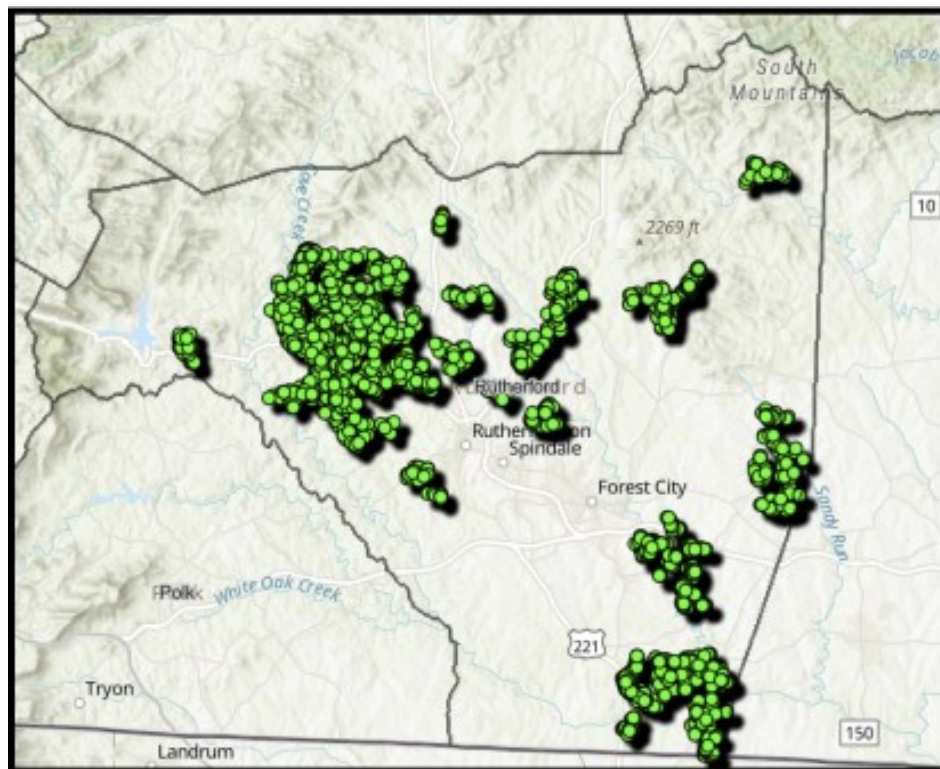 South
Mountains
10
2269 ft
Rutherford
Spindale
Forest City
Sandy Run
Polk
White Oak Creek
221
Tryon
150
Landrum